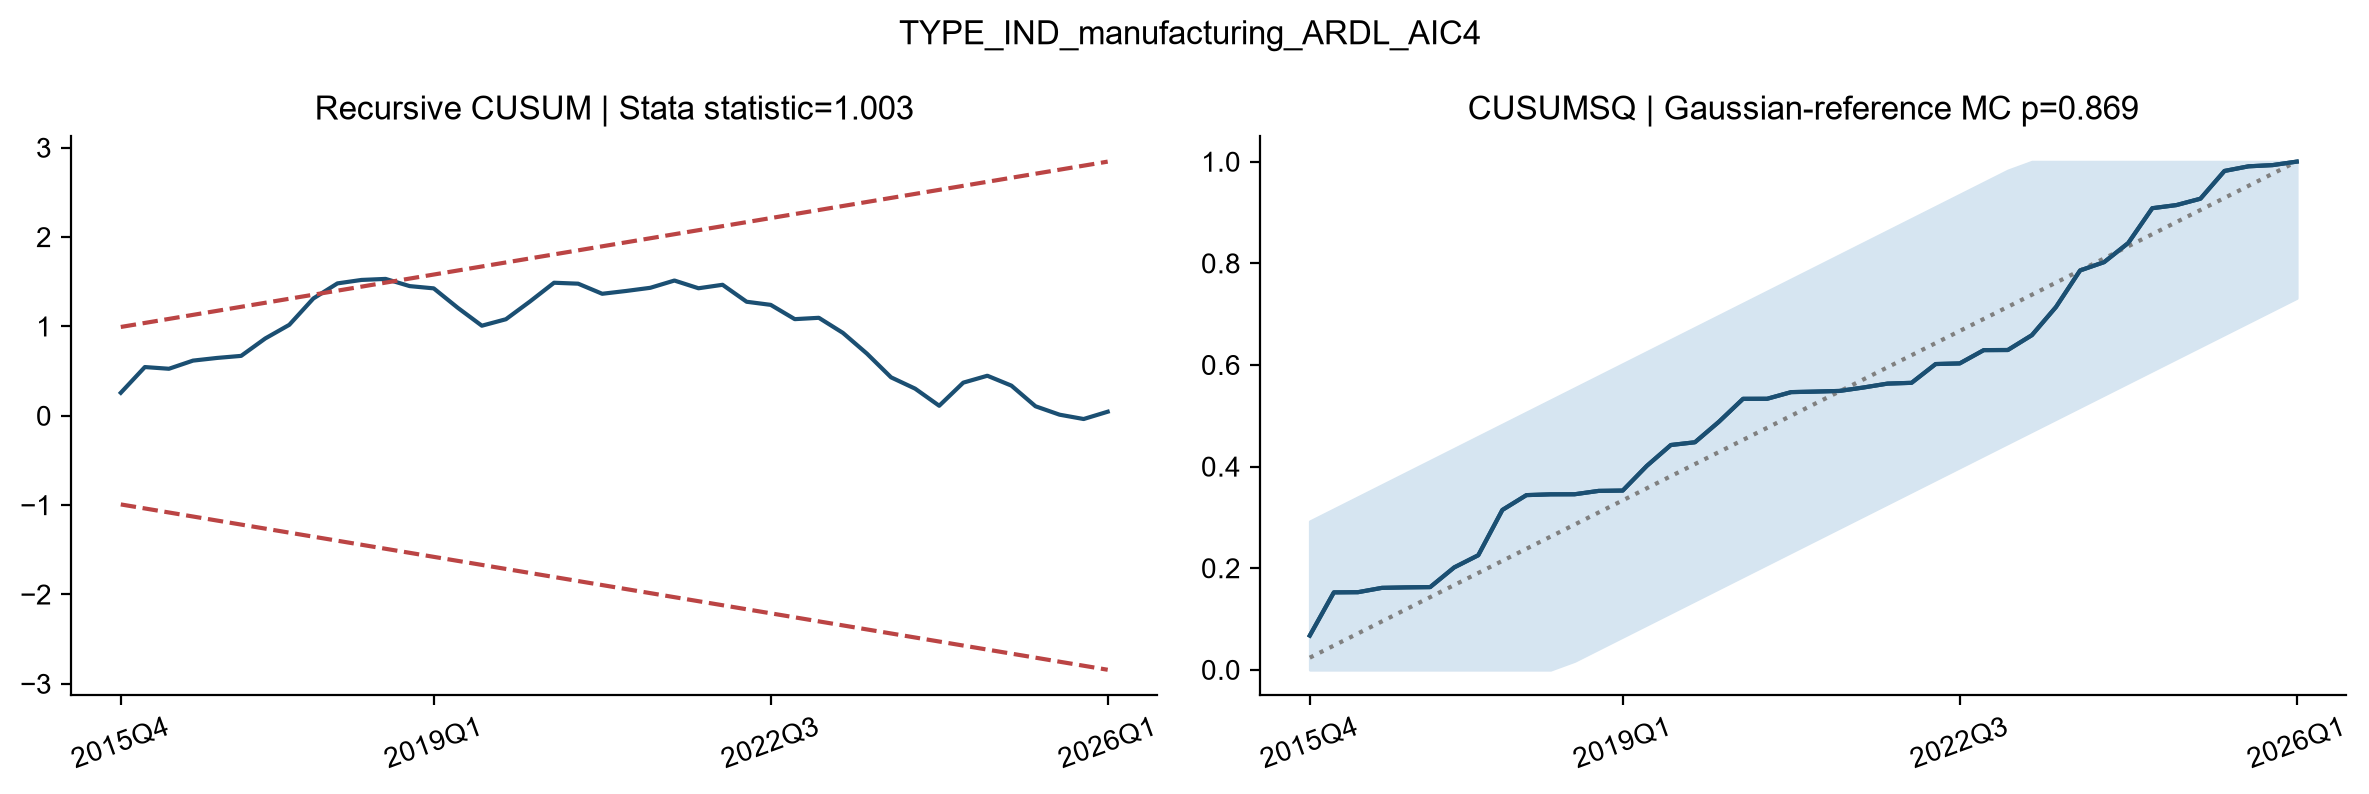 TYPE_IND_manufacturing_ARDL_AIC4
Recursive CUSUM | Stata statistic=1.003
3
2
1
0
−1
−2
−3
2015Q4
2019Q1
2022Q3
2026Q1
CUSUMSQ | Gaussian-reference MC p=0.869
1.0
0.8
0.6
0.4
0.2
0.0
2015Q4
2019Q1
2022Q3
2026Q1